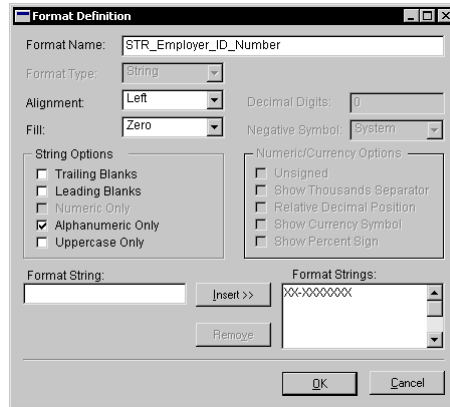 Format Definition
Format Name: STR_Employer_ID_Number
Format Type: String
Alignment: Left Decimal Digits: 0
Fill: Zero Negative Symbol: System
String Options Numeric/Currency Options
Trailing Blanks Unsigned
Leading Blanks Show Thousands Separator
Numeric Only Relative Decimal Position
Alphanumeric Only Show Currency Symbol
Uppercase Only Show Percent Sign
Format String: Format Strings:
Insert >> XX-XXXXXXX
Remove
OK Cancel